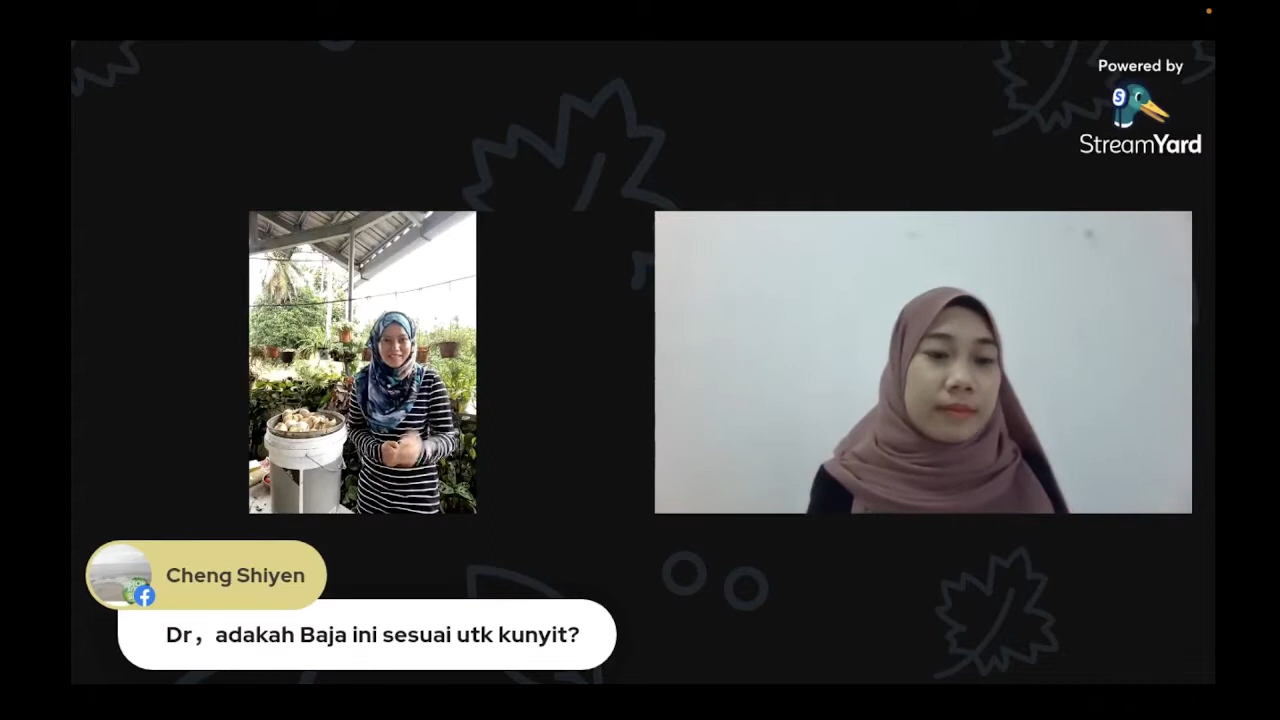 Powered by
StreamYard
Cheng Shiyen
Dr，adakah Baja ini sesuai utk kunyit?